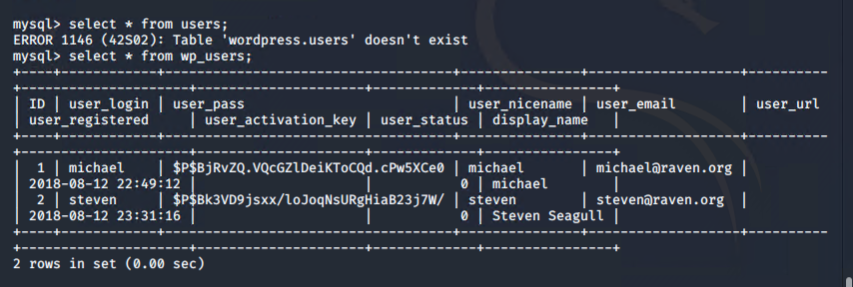 mysql> select * from users;
ERROR 1146 (42S02): Table 'wordpress.users' doesn't exist
mysql> select * from wp_users;
+----+------------+------------------------------------+---------------+-------------------+----------
+---------------------+---------------------+-------------+----------------+
| ID | user_login | user_pass                          | user_nicename | user_email        | user_url
| user_registered     | user_activation_key | user_status | display_name   |
+----+------------+------------------------------------+---------------+-------------------+----------
+---------------------+---------------------+-------------+----------------+
|  1 | michael    | $P$BjRvZQ.VQcGZlDeiKToCQd.cPw5XCe0 | michael       | michael@raven.org |
| 2018-08-12 22:49:12 |                     |           0 | michael        |
|  2 | steven     | $P$Bk3VD9jsxx/loJoqNsURgHiaB23j7W/ | steven        | steven@raven.org  |
| 2018-08-12 23:31:16 |                     |           0 | Steven Seagull |
+----+------------+------------------------------------+---------------+-------------------+----------
+---------------------+---------------------+-------------+----------------+
2 rows in set (0.00 sec)